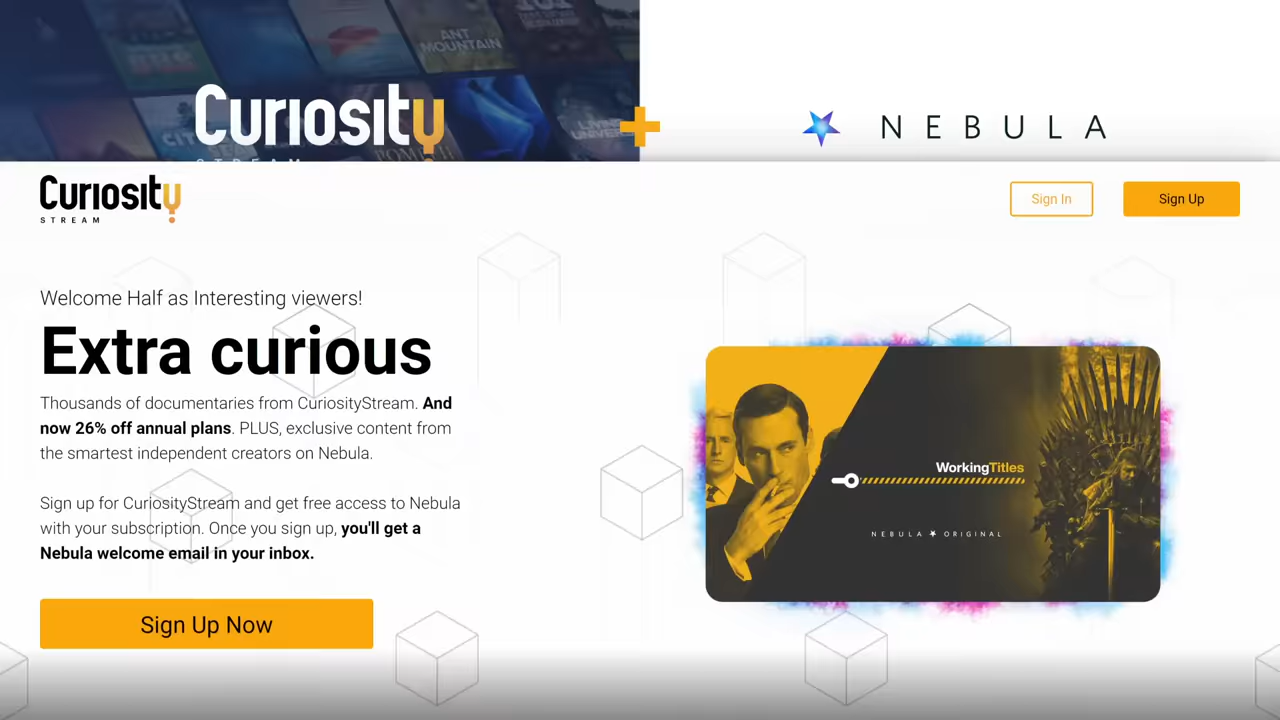 ANT
MOUNTAIN
Curiosity
NEBULA
Curiosity
STREAM
Sign In
Sign Up
Welcome Half as Interesting viewers!
Extra curious
Thousands of documentaries from CuriosityStream. And
now 26% off annual plans. PLUS, exclusive content from
the smartest independent creators on Nebula.
Sign up for CuriosityStream and get free access to Nebula
with your subscription. Once you sign up, you'll get a
Nebula welcome email in your inbox.
Sign Up Now
WorkingTitles
NEBULA ORIGINAL